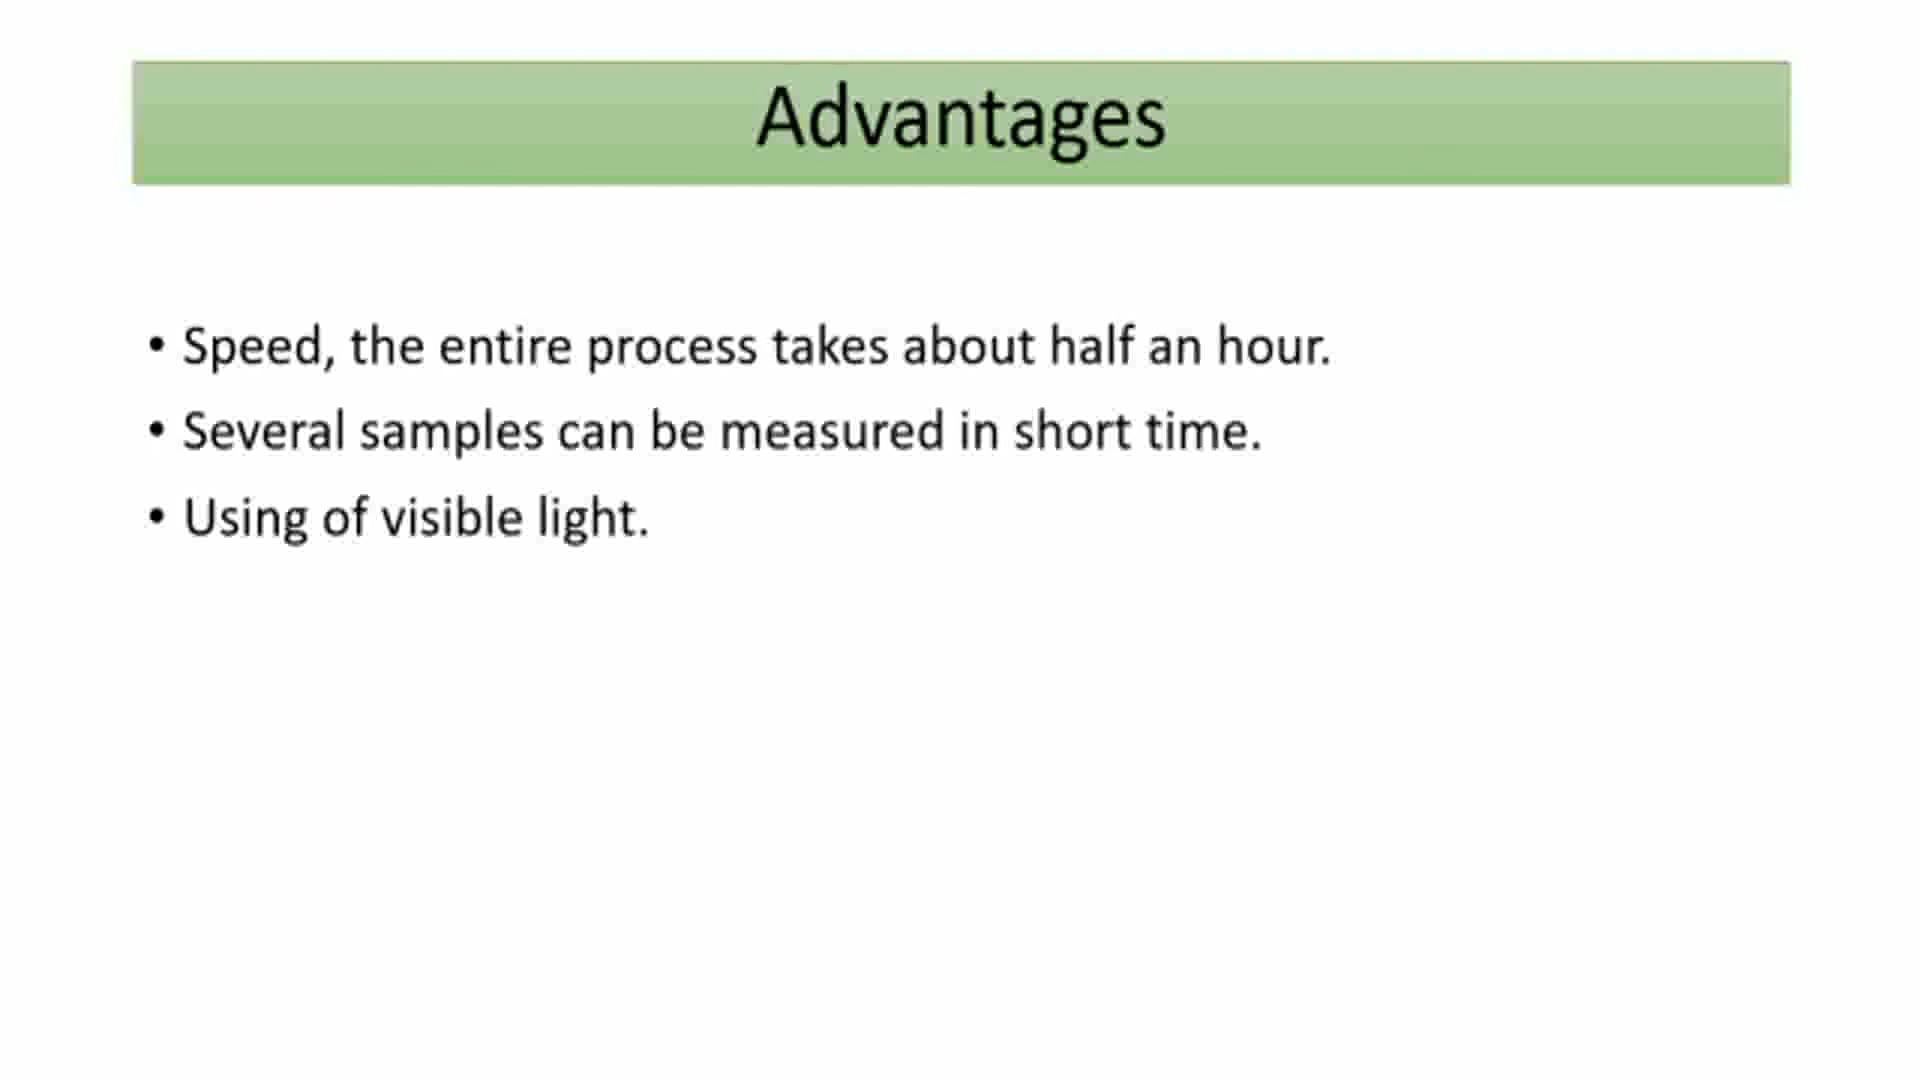 Advantages
• Speed, the entire process takes about half an hour.
• Several samples can be measured in short time.
• Using of visible light.